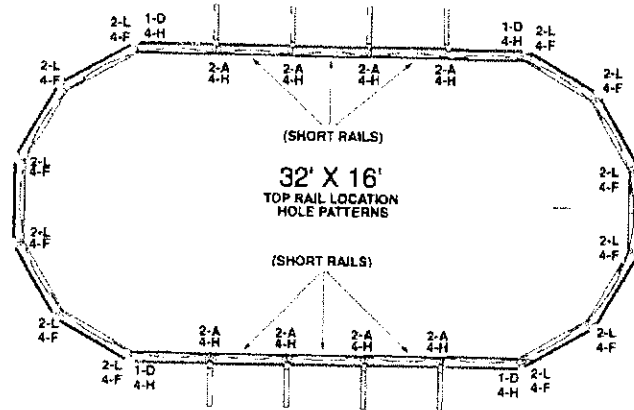 2-L
4-F
1-D
4-H
1-D
4-H
2-L
4-F
2-L
4-F
2-A
4-H
2-A
4-H
2-A
4-H
2-A
4-H
2-L
4-F
(SHORT RAILS)
2-L
4-F
2-L
4-F
32' X 16'
TOP RAIL LOCATION
HOLE PATTERNS
2-L
4-F
2-L
4-F
(SHORT RAILS)
2-L
4-F
2-A
4-H
2-A
4-H
2-A
4-H
2-A
4-H
2-L
4-F
2-L
4-F
1-D
4-H
1-D
4-H
2-L
4-F